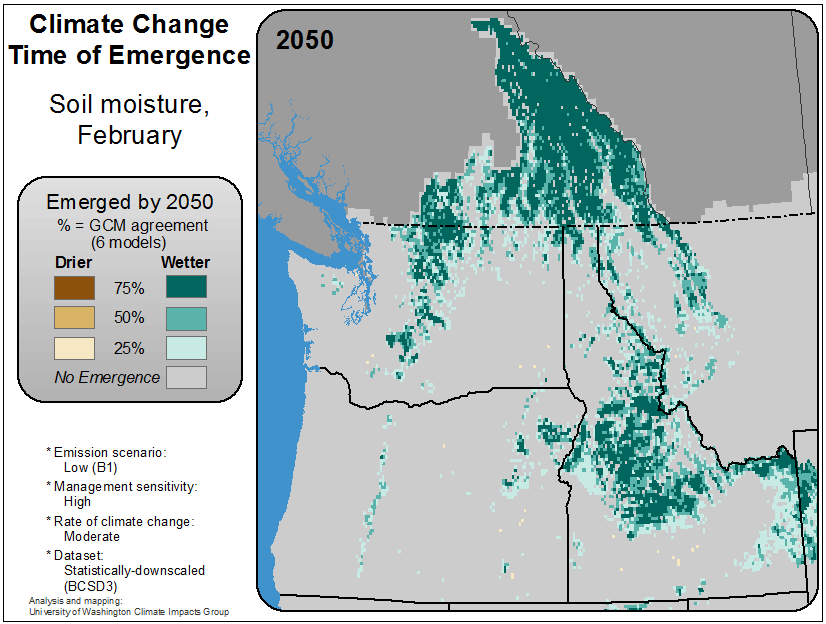 Climate Change
Time of Emergence
Soil moisture,
February
Emerged by 2050
% = GCM agreement
(6 models)
Drier Wetter
75%
50%
25%
No Emergence
* Emission scenario:
Low (B1)
* Management sensitivity:
High
* Rate of climate change:
Moderate
* Dataset:
Statistically-downscaled
(BCSD3)
Analysis and mapping:
University of Washington Climate Impacts Group
2050